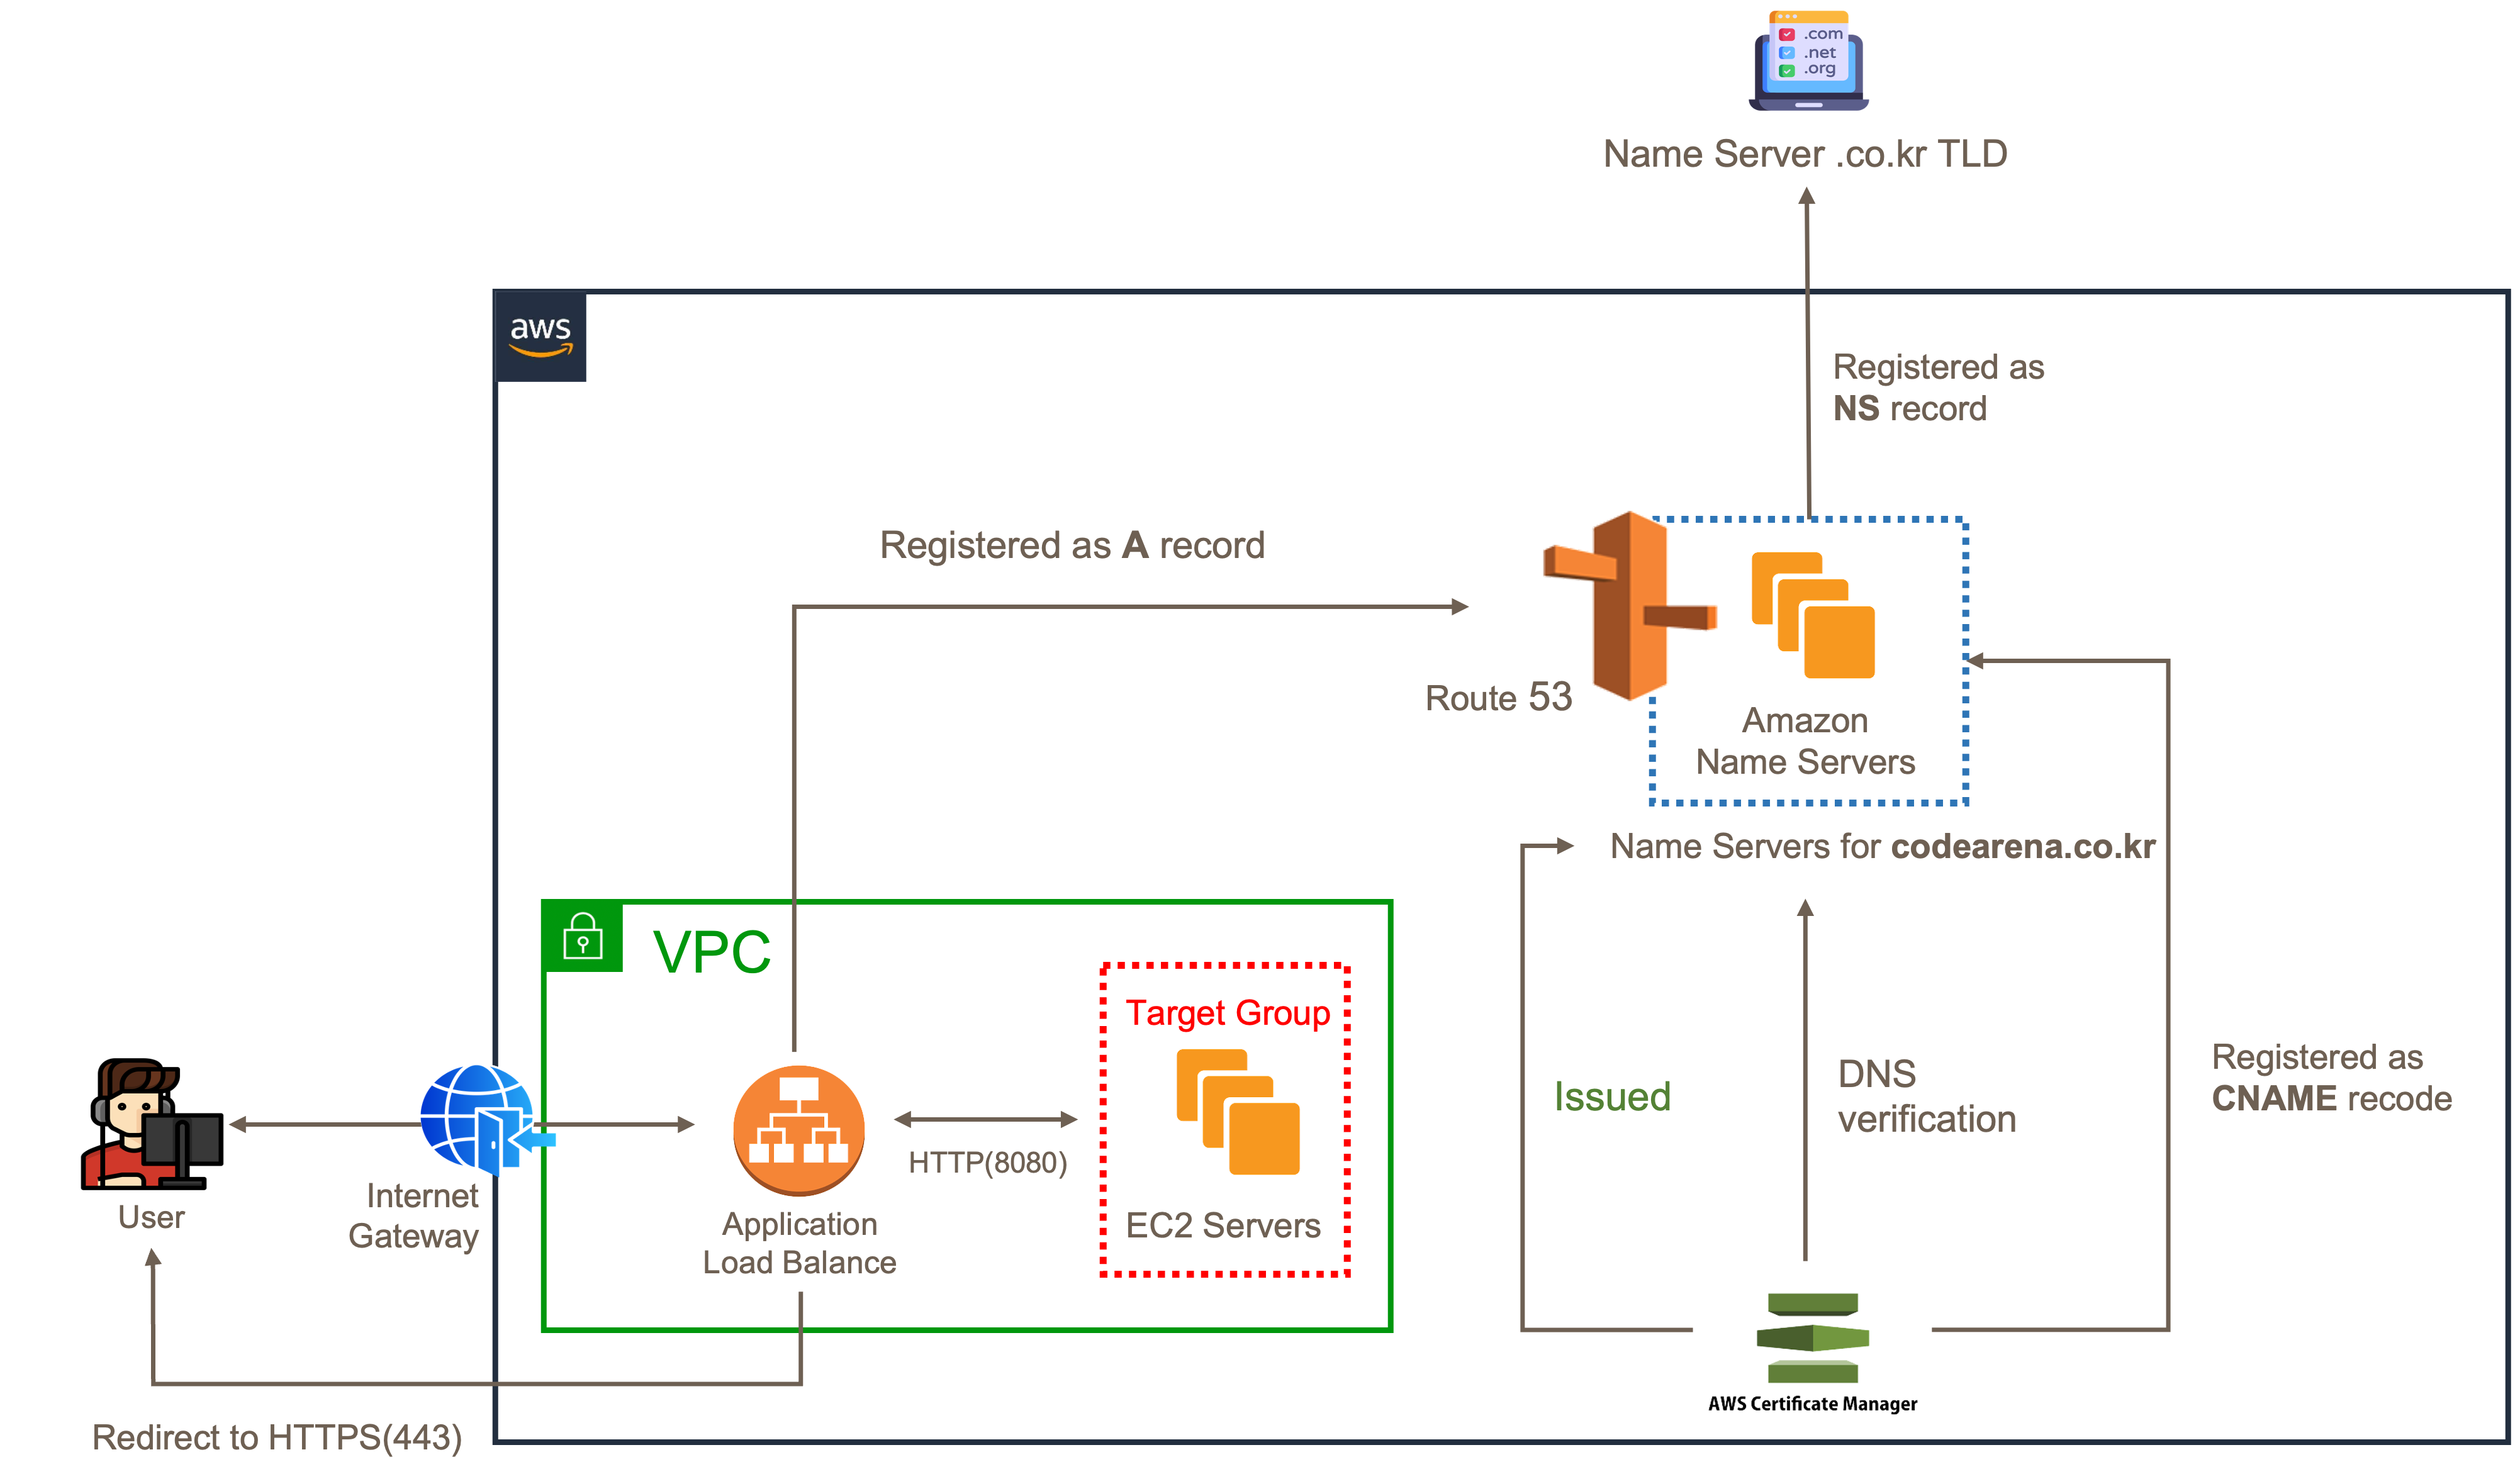 .com
.net
.org
Name Server .co.kr TLD
aws
Registered as
NS record
Registered as A record
Route 53
Amazon
Name Servers
Name Servers for codearena.co.kr
VPC
Target Group
EC2 Servers
HTTP(8080)
Application
Load Balance
Internet
Gateway
User
Redirect to HTTPS(443)
Issued
DNS
verification
Registered as
CNAME recode
AWS Certificate Manager